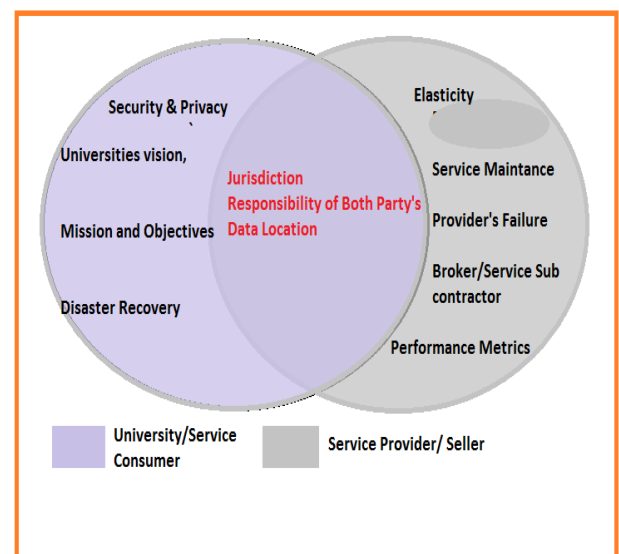 Security & Privacy
`
Universities vision,
Mission and Objectives
Disaster Recovery
Jurisdiction
Responsibility of Both Party's
Data Location
Elasticity
Service Maintance
Provider's Failure
Broker/Service Sub
contractor
Performance Metrics
University/Service
Consumer
Service Provider/ Seller